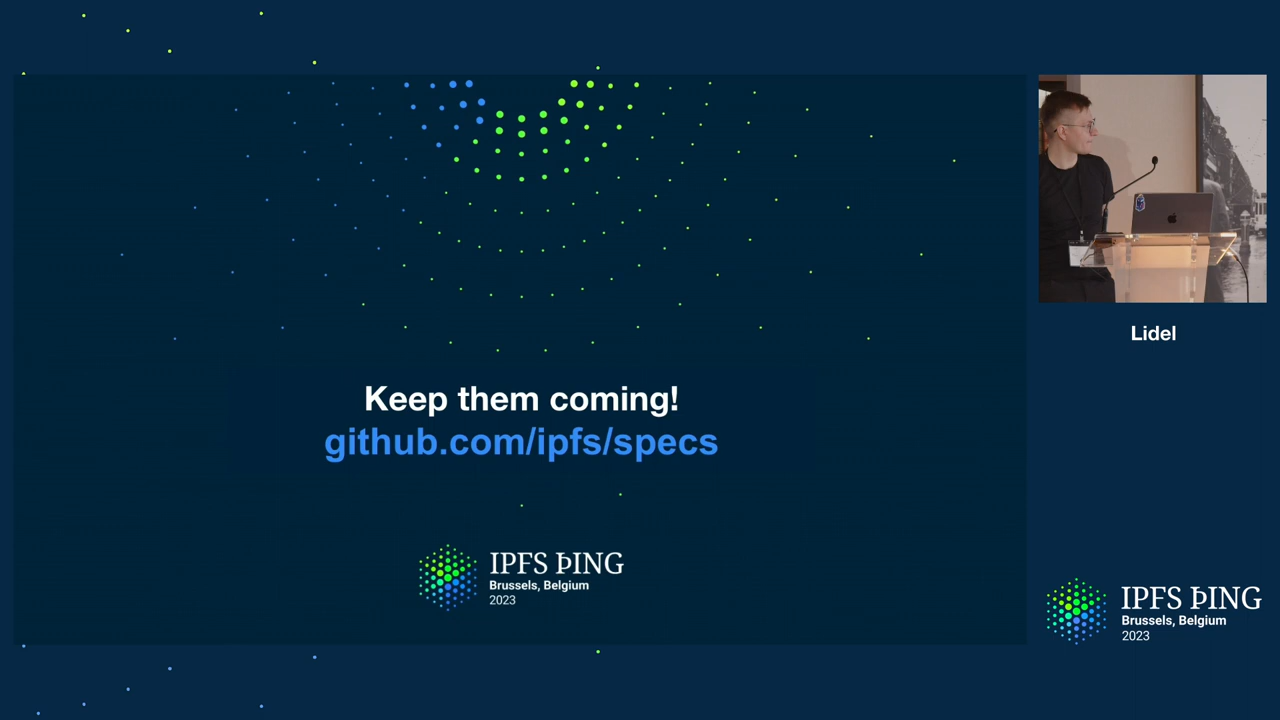 Keep them coming!
github.com/ipfs/specs
IPFS ÞING
Brussels, Belgium
2023
Lidel
IPFS ÞING
Brussels, Belgium
2023